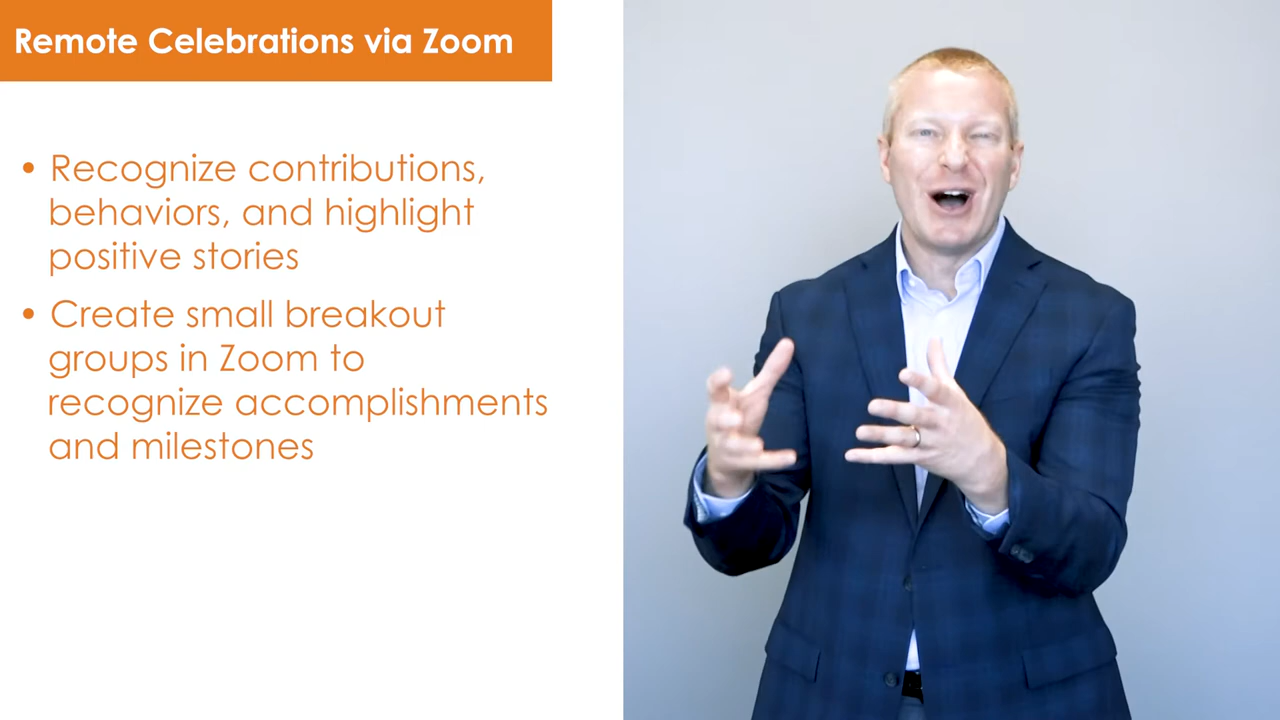 Remote Celebrations via Zoom
• Recognize contributions,
behaviors, and highlight
positive stories
• Create small breakout
groups in Zoom to
recognize accomplishments
and milestones